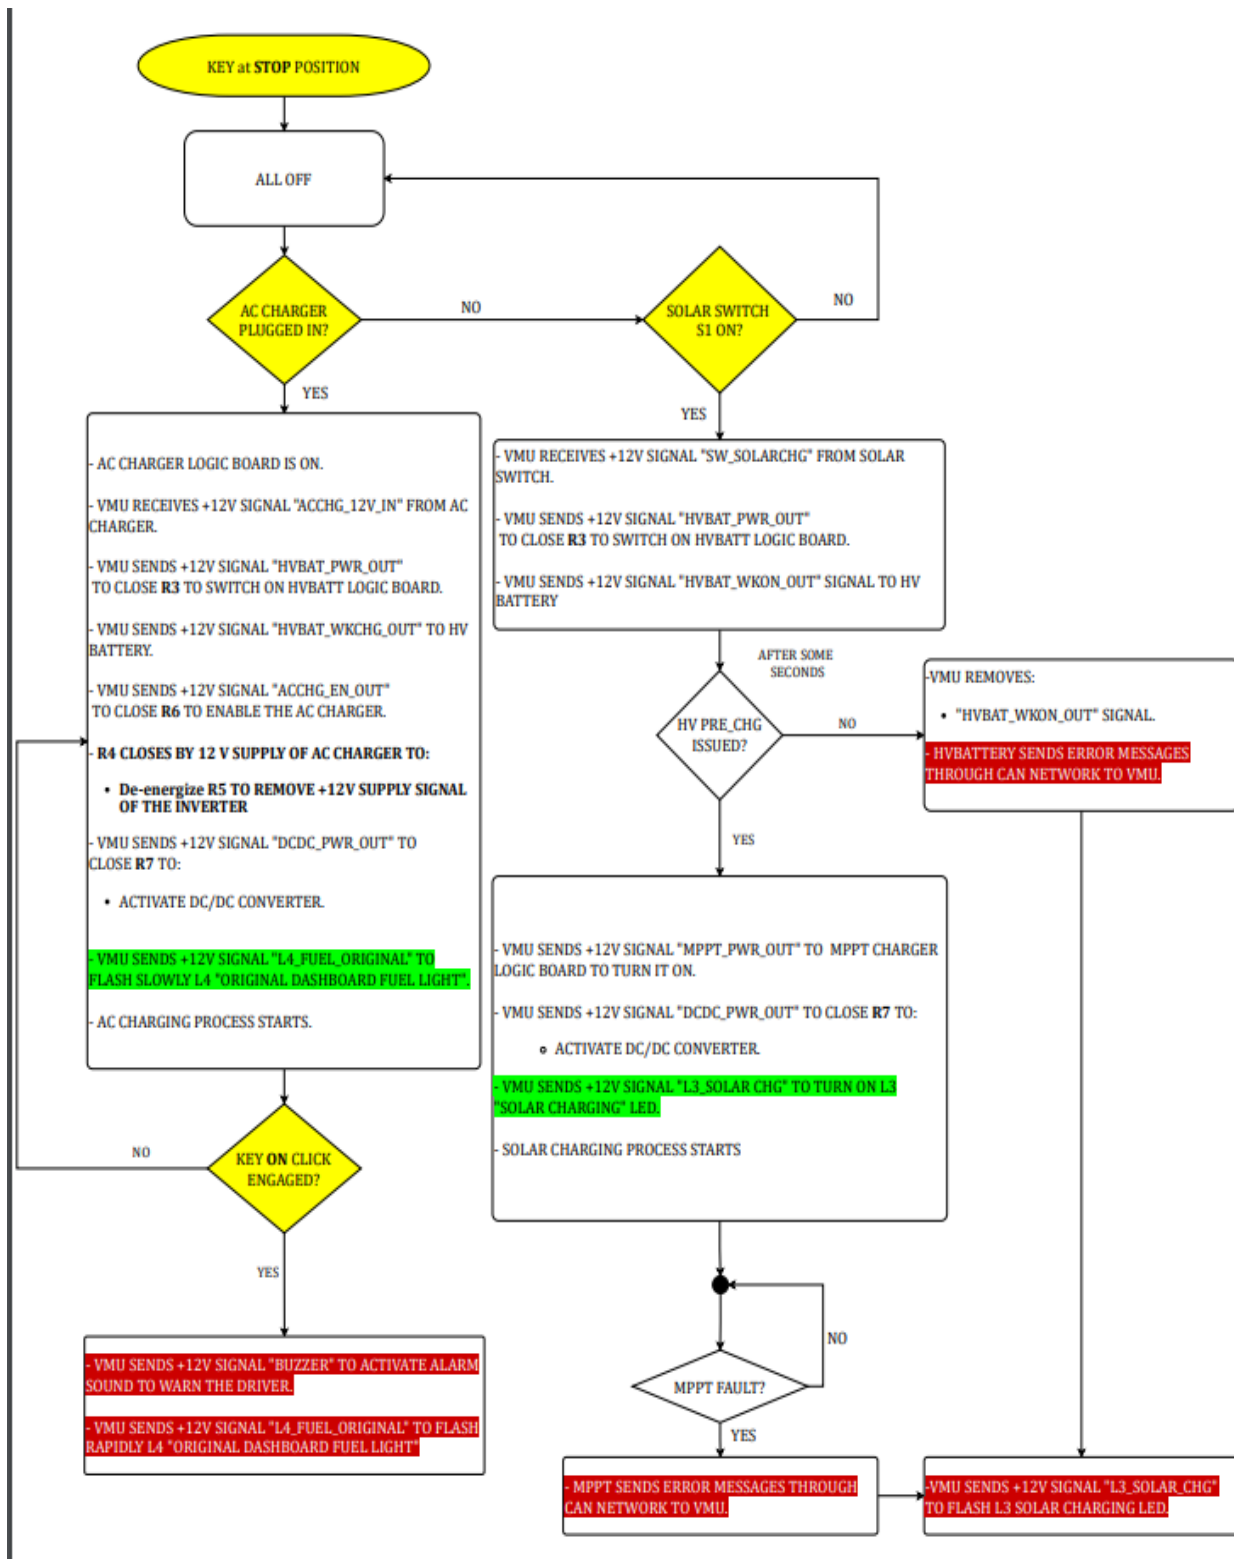 KEY at STOP POSITION
ALL OFF
AC CHARGER
PLUGGED IN?
NO
SOLAR SWITCH
S1 ON?
NO
YES
YES
- AC CHARGER LOGIC BOARD IS ON.
- VMU RECEIVES +12V SIGNAL "ACCHG_12V_IN" FROM AC
CHARGER.
- VMU SENDS +12V SIGNAL "HVBAT_PWR_OUT"
TO CLOSE R3 TO SWITCH ON HVBATT LOGIC BOARD.
- VMU SENDS +12V SIGNAL "HVBAT_WKCHG_OUT" TO HV
BATTERY.
- VMU SENDS +12V SIGNAL "ACCHG_EN_OUT"
TO CLOSE R6 TO ENABLE THE AC CHARGER.
- R4 CLOSES BY 12 V SUPPLY OF AC CHARGER TO:
• De-energize R5 TO REMOVE +12V SUPPLY SIGNAL
OF THE INVERTER
- VMU SENDS +12V SIGNAL "DCDC_PWR_OUT" TO
CLOSE R7 TO:
• ACTIVATE DC/DC CONVERTER.
- VMU SENDS +12V SIGNAL "L4_FUEL_ORIGINAL" TO
FLASH SLOWLY L4 "ORIGINAL DASHBOARD FUEL LIGHT".
- AC CHARGING PROCESS STARTS.
NO
KEY ON CLICK
ENGAGED?
YES
- VMU SENDS +12V SIGNAL "BUZZER" TO ACTIVATE ALARM
SOUND TO WARN THE DRIVER.
- VMU SENDS +12V SIGNAL "L4_FUEL_ORIGINAL" TO FLASH
RAPIDLY L4 "ORIGINAL DASHBOARD FUEL LIGHT"
- VMU RECEIVES +12V SIGNAL "SW_SOLARCHG" FROM SOLAR
SWITCH.
- VMU SENDS +12V SIGNAL "HVBAT_PWR_OUT"
TO CLOSE R3 TO SWITCH ON HVBATT LOGIC BOARD.
- VMU SENDS +12V SIGNAL "HVBAT_WKON_OUT" SIGNAL TO HV
BATTERY
AFTER SOME
SECONDS
HV PRE_CHG
ISSUED?
NO
-VMU REMOVES:
• "HVBAT_WKON_OUT" SIGNAL.
- HVBATTERY SENDS ERROR MESSAGES
THROUGH CAN NETWORK TO VMU.
YES
- VMU SENDS +12V SIGNAL "MPPT_PWR_OUT" TO MPPT CHARGER
LOGIC BOARD TO TURN IT ON.
- VMU SENDS +12V SIGNAL "DCDC_PWR_OUT" TO CLOSE R7 TO:
∘ ACTIVATE DC/DC CONVERTER.
- VMU SENDS +12V SIGNAL "L3_SOLAR CHG" TO TURN ON L3
"SOLAR CHARGING" LED.
- SOLAR CHARGING PROCESS STARTS
NO
MPPT FAULT?
YES
- MPPT SENDS ERROR MESSAGES THROUGH
CAN NETWORK TO VMU.
-VMU SENDS +12V SIGNAL "L3_SOLAR_CHG"
TO FLASH L3 SOLAR CHARGING LED.